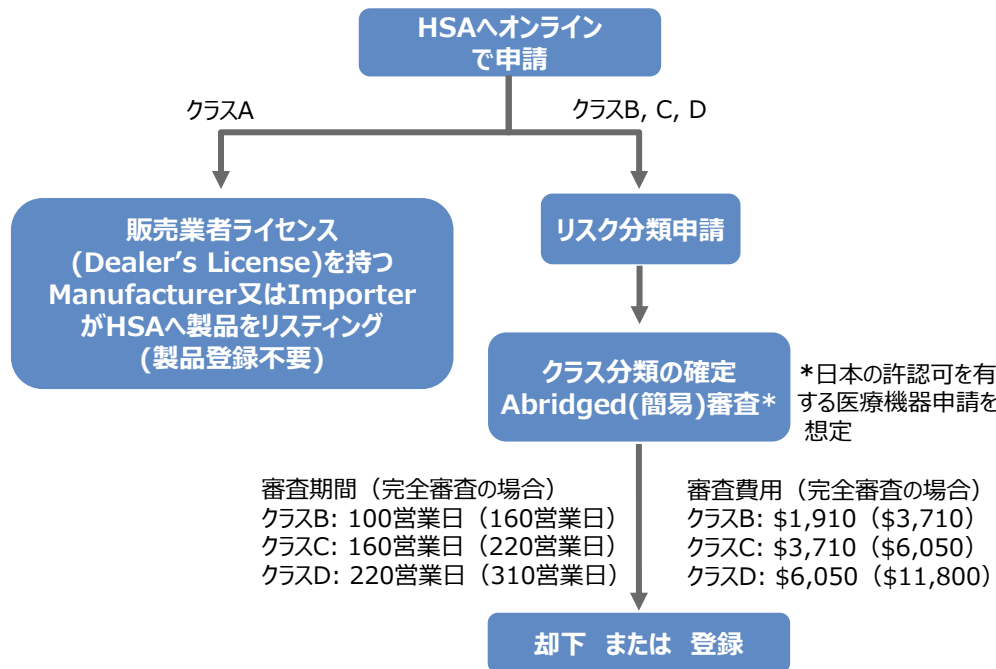 HSAへオンライン
で申請
クラスA
クラスB, C, D
販売業者ライセンス
(Dealer's License)を持つ
Manufacturer又はImporter
がHSAへ製品をリスティング
(製品登録不要)
リスク分類申請
クラス分類の確定
Abridged(簡易)審査*
*日本の許認可を有
する医療機器申請を
想定
審査期間（完全審査の場合）
クラスB: 100営業日（160営業日）
クラスC: 160営業日（220営業日）
クラスD: 220営業日（310営業日）
審査費用（完全審査の場合）
クラスB: $1,910（$3,710）
クラスC: $3,710（$6,050）
クラスD: $6,050（$11,800）
却下 または 登録